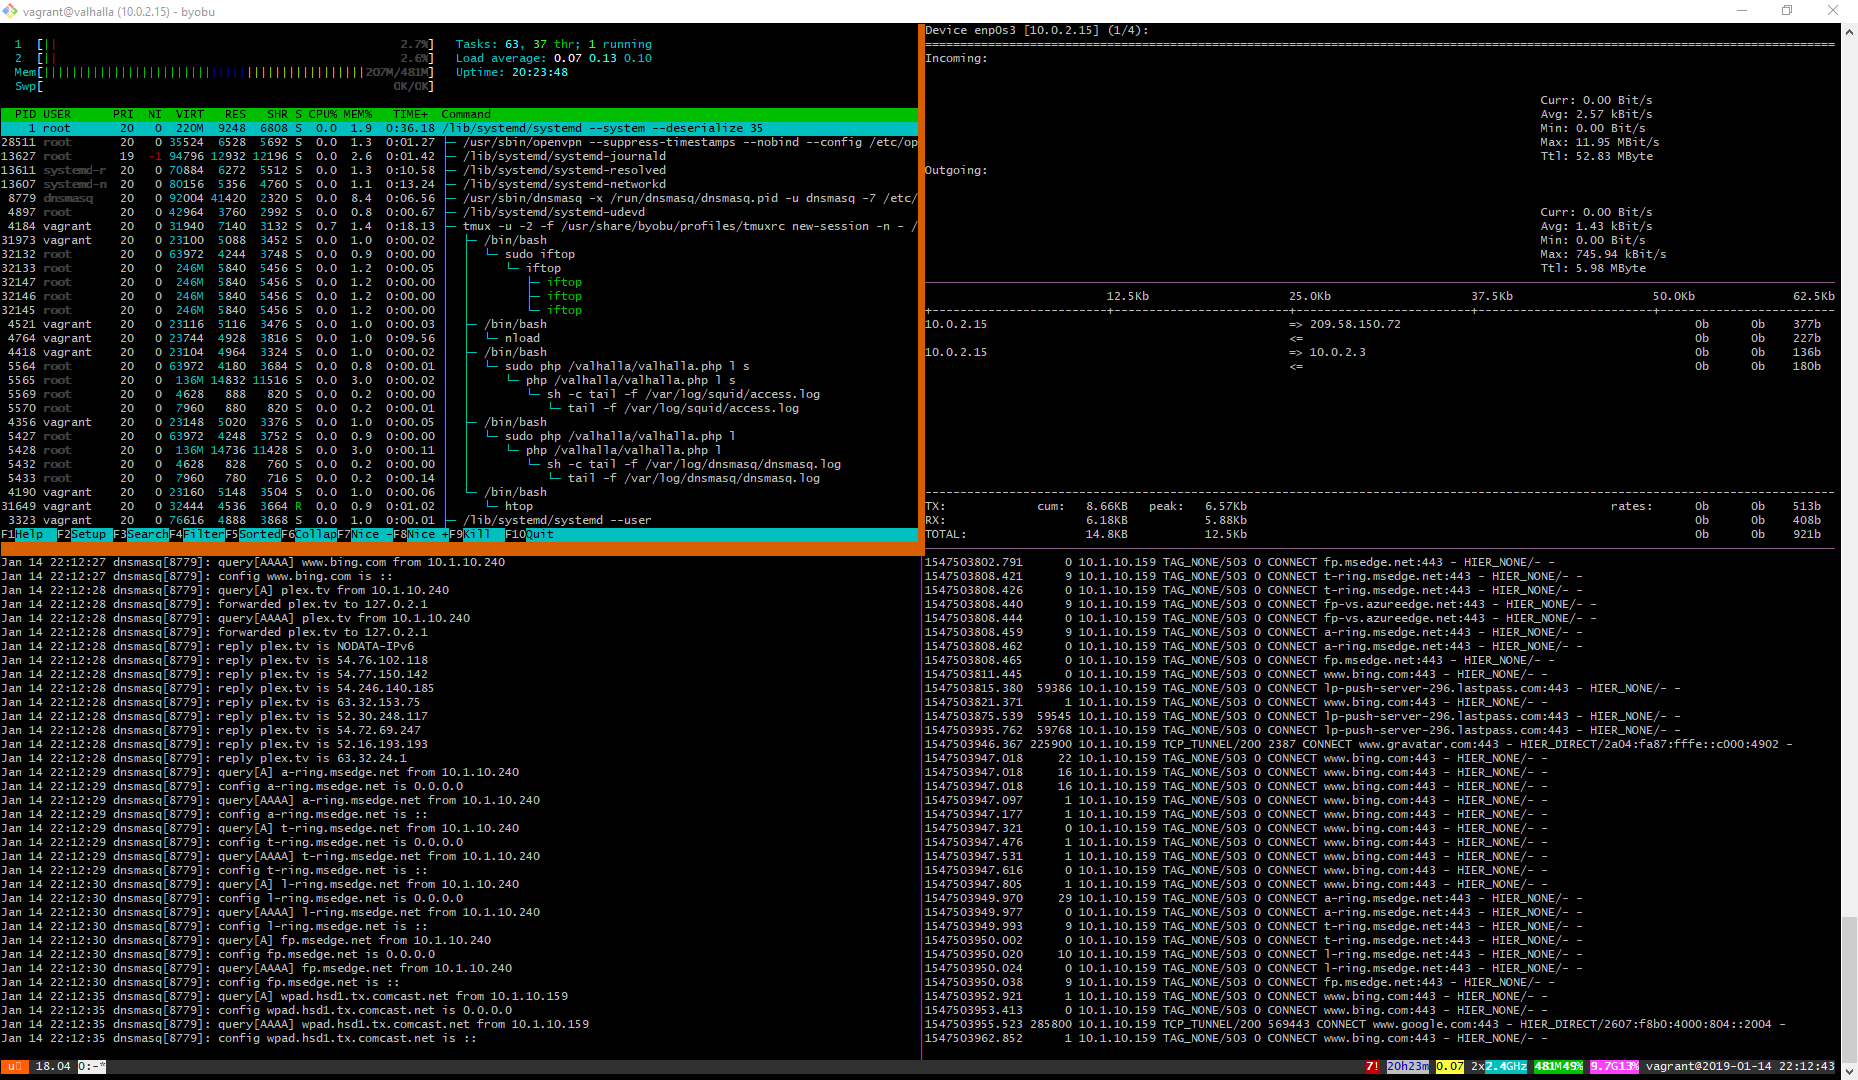 vagrant@valhalla (10.0.2.15) - byobu
1 [|| 2.7%] Tasks: 63, 37 thr; 1 running
2 [|| 2.6%] Load average: 0.07 0.13 0.10
Mem[|||||||||||||||||||||||||||||||||||||||||||||207M/481M] Uptime: 20:23:48
Swp[ 0K/0K]
PID USER PRI NI VIRT RES SHR S CPU% MEM% TIME+ Command
1 root 20 0 220M 9248 6808 S 0.0 1.9 0:36.18 /lib/systemd/systemd --system --deserialize 35
28511 root 20 0 35524 6528 5692 S 0.0 1.3 0:01.27 ├─ /usr/sbin/openvpn --suppress-timestamps --nobind --config /etc/op
13627 root 19 -1 94796 12932 12196 S 0.0 2.6 0:01.42 ├─ /lib/systemd/systemd-journald
13611 systemd-r 20 0 70884 6272 5512 S 0.0 1.3 0:10.58 ├─ /lib/systemd/systemd-resolved
13607 systemd-n 20 0 80156 5356 4760 S 0.0 1.1 0:13.24 ├─ /lib/systemd/systemd-networkd
8779 dnsmasq 20 0 92004 41420 2320 S 0.0 8.4 0:06.56 ├─ /usr/sbin/dnsmasq -x /run/dnsmasq/dnsmasq.pid -u dnsmasq -7 /etc/
4897 root 20 0 42964 3760 2992 S 0.0 0.8 0:00.67 ├─ /lib/systemd/systemd-udevd
4184 vagrant 20 0 31940 7140 3132 S 0.7 1.4 0:18.13 ├─ tmux -u -2 -f /usr/share/byobu/profiles/tmuxrc new-session -n - /
31973 vagrant 20 0 23100 5088 3452 S 0.0 1.0 0:00.02 │ ├─ /bin/bash
32132 root 20 0 63972 4244 3748 S 0.0 0.9 0:00.00 │ │ └─ sudo iftop
32133 root 20 0 246M 5840 5456 S 0.0 1.2 0:00.05 │ │ └─ iftop
32147 root 20 0 246M 5840 5456 S 0.0 1.2 0:00.00 │ │ ├─ iftop
32146 root 20 0 246M 5840 5456 S 0.0 1.2 0:00.00 │ │ ├─ iftop
32145 root 20 0 246M 5840 5456 S 0.0 1.2 0:00.00 │ │ └─ iftop
4521 vagrant 20 0 23116 5116 3476 S 0.0 1.0 0:00.03 │ ├─ /bin/bash
4764 vagrant 20 0 23744 4928 3816 S 0.0 1.0 0:09.56 │ │ └─ nload
4418 vagrant 20 0 23104 4964 3324 S 0.0 1.0 0:00.02 │ ├─ /bin/bash
5564 root 20 0 63972 4180 3684 S 0.0 0.8 0:00.01 │ │ └─ sudo php /valhalla/valhalla.php l s
5565 root 20 0 136M 14832 11516 S 0.0 3.0 0:00.02 │ │ └─ php /valhalla/valhalla.php l s
5569 root 20 0 4628 888 820 S 0.0 0.2 0:00.00 │ │ └─ sh -c tail -f /var/log/squid/access.log
5570 root 20 0 7960 880 820 S 0.0 0.2 0:00.01 │ │ └─ tail -f /var/log/squid/access.log
4356 vagrant 20 0 23148 5020 3376 S 0.0 1.0 0:00.05 │ ├─ /bin/bash
5427 root 20 0 63972 4248 3752 S 0.0 0.9 0:00.00 │ │ └─ sudo php /valhalla/valhalla.php l
5428 root 20 0 136M 14736 11428 S 0.0 3.0 0:00.11 │ │ └─ php /valhalla/valhalla.php l
5432 root 20 0 4628 828 760 S 0.0 0.2 0:00.00 │ │ └─ sh -c tail -f /var/log/dnsmasq/dnsmasq.log
5433 root 20 0 7960 780 716 S 0.0 0.2 0:00.14 │ │ └─ tail -f /var/log/dnsmasq/dnsmasq.log
4190 vagrant 20 0 23160 5148 3504 S 0.0 1.0 0:00.06 │ └─ /bin/bash
31649 vagrant 20 0 32444 4536 3664 R 0.0 0.9 0:01.02 │ └─ htop
3323 vagrant 20 0 76616 4888 3868 S 0.0 1.0 0:00.01 ├─ /lib/systemd/systemd --user
F1Help F2Setup F3SearchF4FilterF5SortedF6CollapF7Nice -F8Nice +F9Kill F10Quit
Device enp0s3 [10.0.2.15] (1/4):
Incoming:
Curr: 0.00 Bit/s
Avg: 2.57 kBit/s
Min: 0.00 Bit/s
Max: 11.95 MBit/s
Ttl: 52.83 MByte
Outgoing:
Curr: 0.00 Bit/s
Avg: 1.43 kBit/s
Min: 0.00 Bit/s
Max: 745.94 kBit/s
Ttl: 5.98 MByte
12.5Kb 25.0Kb 37.5Kb 50.0Kb 62.5Kb
10.0.2.15 => 209.58.150.72 0b 0b 377b
<= 0b 0b 227b
10.0.2.15 => 10.0.2.3 0b 0b 136b
<= 0b 0b 180b
TX: cum: 8.66KB peak: 6.57Kb rates: 0b 0b 513b
RX: 6.18KB 5.88Kb 0b 0b 408b
TOTAL: 14.8KB 12.5Kb 0b 0b 921b
Jan 14 22:12:27 dnsmasq[8779]: query[AAAA] www.bing.com from 10.1.10.240
Jan 14 22:12:27 dnsmasq[8779]: config www.bing.com is ::
Jan 14 22:12:28 dnsmasq[8779]: query[A] plex.tv from 10.1.10.240
Jan 14 22:12:28 dnsmasq[8779]: forwarded plex.tv to 127.0.2.1
Jan 14 22:12:28 dnsmasq[8779]: query[AAAA] plex.tv from 10.1.10.240
Jan 14 22:12:28 dnsmasq[8779]: forwarded plex.tv to 127.0.2.1
Jan 14 22:12:28 dnsmasq[8779]: reply plex.tv is NODATA-IPv6
Jan 14 22:12:28 dnsmasq[8779]: reply plex.tv is 54.76.102.118
Jan 14 22:12:28 dnsmasq[8779]: reply plex.tv is 54.77.150.142
Jan 14 22:12:28 dnsmasq[8779]: reply plex.tv is 54.246.140.185
Jan 14 22:12:28 dnsmasq[8779]: reply plex.tv is 63.32.153.75
Jan 14 22:12:28 dnsmasq[8779]: reply plex.tv is 52.30.248.117
Jan 14 22:12:28 dnsmasq[8779]: reply plex.tv is 54.72.69.247
Jan 14 22:12:28 dnsmasq[8779]: reply plex.tv is 52.16.193.193
Jan 14 22:12:28 dnsmasq[8779]: reply plex.tv is 63.32.24.1
Jan 14 22:12:29 dnsmasq[8779]: query[A] a-ring.msedge.net from 10.1.10.240
Jan 14 22:12:29 dnsmasq[8779]: config a-ring.msedge.net is 0.0.0.0
Jan 14 22:12:29 dnsmasq[8779]: query[AAAA] a-ring.msedge.net from 10.1.10.240
Jan 14 22:12:29 dnsmasq[8779]: config a-ring.msedge.net is ::
Jan 14 22:12:29 dnsmasq[8779]: query[A] t-ring.msedge.net from 10.1.10.240
Jan 14 22:12:29 dnsmasq[8779]: config t-ring.msedge.net is 0.0.0.0
Jan 14 22:12:29 dnsmasq[8779]: query[AAAA] t-ring.msedge.net from 10.1.10.240
Jan 14 22:12:29 dnsmasq[8779]: config t-ring.msedge.net is ::
Jan 14 22:12:30 dnsmasq[8779]: query[A] l-ring.msedge.net from 10.1.10.240
Jan 14 22:12:30 dnsmasq[8779]: config l-ring.msedge.net is 0.0.0.0
Jan 14 22:12:30 dnsmasq[8779]: query[AAAA] l-ring.msedge.net from 10.1.10.240
Jan 14 22:12:30 dnsmasq[8779]: config l-ring.msedge.net is ::
Jan 14 22:12:30 dnsmasq[8779]: query[A] fp.msedge.net from 10.1.10.240
Jan 14 22:12:30 dnsmasq[8779]: config fp.msedge.net is 0.0.0.0
Jan 14 22:12:30 dnsmasq[8779]: query[AAAA] fp.msedge.net from 10.1.10.240
Jan 14 22:12:30 dnsmasq[8779]: config fp.msedge.net is ::
Jan 14 22:12:35 dnsmasq[8779]: query[A] wpad.hsd1.tx.comcast.net from 10.1.10.159
Jan 14 22:12:35 dnsmasq[8779]: config wpad.hsd1.tx.comcast.net is 0.0.0.0
Jan 14 22:12:35 dnsmasq[8779]: query[AAAA] wpad.hsd1.tx.comcast.net from 10.1.10.159
Jan 14 22:12:35 dnsmasq[8779]: config wpad.hsd1.tx.comcast.net is ::
1547503802.791 0 10.1.10.159 TAG_NONE/503 0 CONNECT fp.msedge.net:443 - HIER_NONE/- -
1547503808.421 9 10.1.10.159 TAG_NONE/503 0 CONNECT t-ring.msedge.net:443 - HIER_NONE/- -
1547503808.426 0 10.1.10.159 TAG_NONE/503 0 CONNECT t-ring.msedge.net:443 - HIER_NONE/- -
1547503808.440 9 10.1.10.159 TAG_NONE/503 0 CONNECT fp-vs.azureedge.net:443 - HIER_NONE/- -
1547503808.444 0 10.1.10.159 TAG_NONE/503 0 CONNECT fp-vs.azureedge.net:443 - HIER_NONE/- -
1547503808.459 9 10.1.10.159 TAG_NONE/503 0 CONNECT a-ring.msedge.net:443 - HIER_NONE/- -
1547503808.462 0 10.1.10.159 TAG_NONE/503 0 CONNECT a-ring.msedge.net:443 - HIER_NONE/- -
1547503808.465 0 10.1.10.159 TAG_NONE/503 0 CONNECT fp.msedge.net:443 - HIER_NONE/- -
1547503811.445 0 10.1.10.159 TAG_NONE/503 0 CONNECT www.bing.com:443 - HIER_NONE/- -
1547503815.380 59386 10.1.10.159 TAG_NONE/503 0 CONNECT lp-push-server-296.lastpass.com:443 - HIER_NONE/- -
1547503821.371 1 10.1.10.159 TAG_NONE/503 0 CONNECT www.bing.com:443 - HIER_NONE/- -
1547503875.539 59545 10.1.10.159 TAG_NONE/503 0 CONNECT lp-push-server-296.lastpass.com:443 - HIER_NONE/- -
1547503935.762 59768 10.1.10.159 TAG_NONE/503 0 CONNECT lp-push-server-296.lastpass.com:443 - HIER_NONE/- -
1547503946.367 225900 10.1.10.159 TCP_TUNNEL/200 2387 CONNECT www.gravatar.com:443 - HIER_DIRECT/2a04:fa87:fffe::c000:4902 -
1547503947.018 22 10.1.10.159 TAG_NONE/503 0 CONNECT www.bing.com:443 - HIER_NONE/- -
1547503947.018 16 10.1.10.159 TAG_NONE/503 0 CONNECT www.bing.com:443 - HIER_NONE/- -
1547503947.018 16 10.1.10.159 TAG_NONE/503 0 CONNECT www.bing.com:443 - HIER_NONE/- -
1547503947.097 1 10.1.10.159 TAG_NONE/503 0 CONNECT www.bing.com:443 - HIER_NONE/- -
1547503947.177 1 10.1.10.159 TAG_NONE/503 0 CONNECT www.bing.com:443 - HIER_NONE/- -
1547503947.321 0 10.1.10.159 TAG_NONE/503 0 CONNECT www.bing.com:443 - HIER_NONE/- -
1547503947.476 1 10.1.10.159 TAG_NONE/503 0 CONNECT www.bing.com:443 - HIER_NONE/- -
1547503947.531 1 10.1.10.159 TAG_NONE/503 0 CONNECT www.bing.com:443 - HIER_NONE/- -
1547503947.616 0 10.1.10.159 TAG_NONE/503 0 CONNECT www.bing.com:443 - HIER_NONE/- -
1547503947.805 1 10.1.10.159 TAG_NONE/503 0 CONNECT www.bing.com:443 - HIER_NONE/- -
1547503949.970 29 10.1.10.159 TAG_NONE/503 0 CONNECT a-ring.msedge.net:443 - HIER_NONE/- -
1547503949.977 0 10.1.10.159 TAG_NONE/503 0 CONNECT a-ring.msedge.net:443 - HIER_NONE/- -
1547503949.993 9 10.1.10.159 TAG_NONE/503 0 CONNECT t-ring.msedge.net:443 - HIER_NONE/- -
1547503950.002 0 10.1.10.159 TAG_NONE/503 0 CONNECT t-ring.msedge.net:443 - HIER_NONE/- -
1547503950.020 10 10.1.10.159 TAG_NONE/503 0 CONNECT l-ring.msedge.net:443 - HIER_NONE/- -
1547503950.024 0 10.1.10.159 TAG_NONE/503 0 CONNECT l-ring.msedge.net:443 - HIER_NONE/- -
1547503950.038 9 10.1.10.159 TAG_NONE/503 0 CONNECT fp.msedge.net:443 - HIER_NONE/- -
1547503952.921 1 10.1.10.159 TAG_NONE/503 0 CONNECT www.bing.com:443 - HIER_NONE/- -
1547503953.413 0 10.1.10.159 TAG_NONE/503 0 CONNECT www.bing.com:443 - HIER_NONE/- -
1547503955.523 285800 10.1.10.159 TCP_TUNNEL/200 569443 CONNECT www.google.com:443 - HIER_DIRECT/2607:f8b0:4000:804::2004 -
1547503962.852 1 10.1.10.159 TAG_NONE/503 0 CONNECT www.bing.com:443 - HIER_NONE/- -
u 18.04 0:-* 7! 20h23m 0.07 2x2.4GHz 481M49% 9.7G13% vagrant@2019-01-14 22:12:43